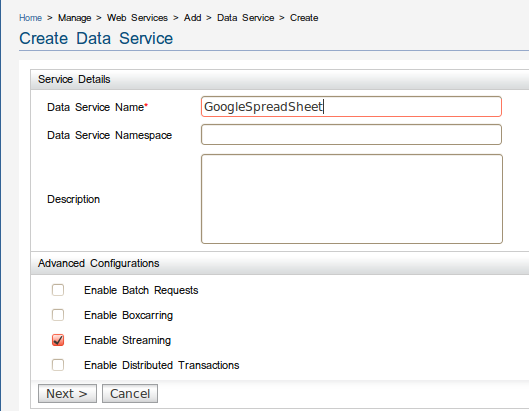 Home > Manage > Web Services > Add > Data Service > Create
Create Data Service
Service Details
Data Service Name* GoogleSpreadSheet
Data Service Namespace
Description
Advanced Configurations
Enable Batch Requests
Enable Boxcarring
Enable Streaming
Enable Distributed Transactions
Next > Cancel